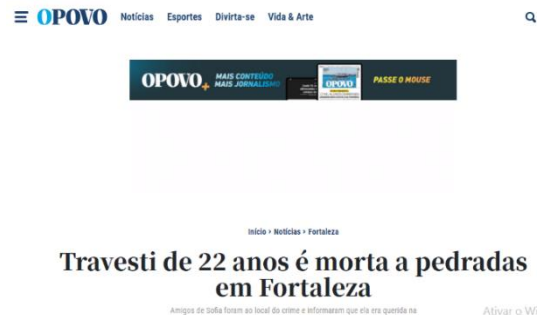 OPOVO Notícias Esportes Divirta-se Vida & Arte
OPOVO+ MAIS CONTEÚDO MAIS JORNALISMO PASSE O MOUSE
OPOVO
Início > Notícias > Fortaleza
Travesti de 22 anos é morta a pedradas
em Fortaleza
Amigos de Sofia foram ao local do crime e informaram que ela era querida na
Ativar o Wi